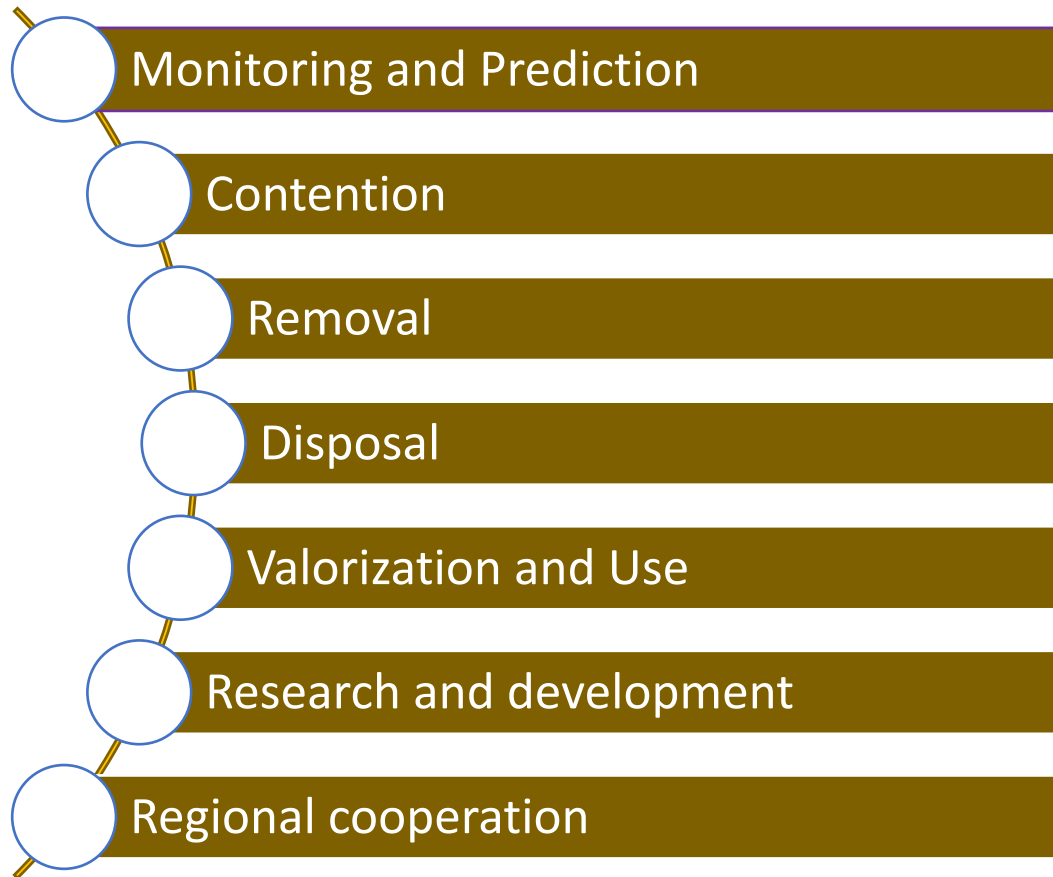 Monitoring and Prediction
Contention
Removal
Disposal
Valorization and Use
Research and development
Regional cooperation